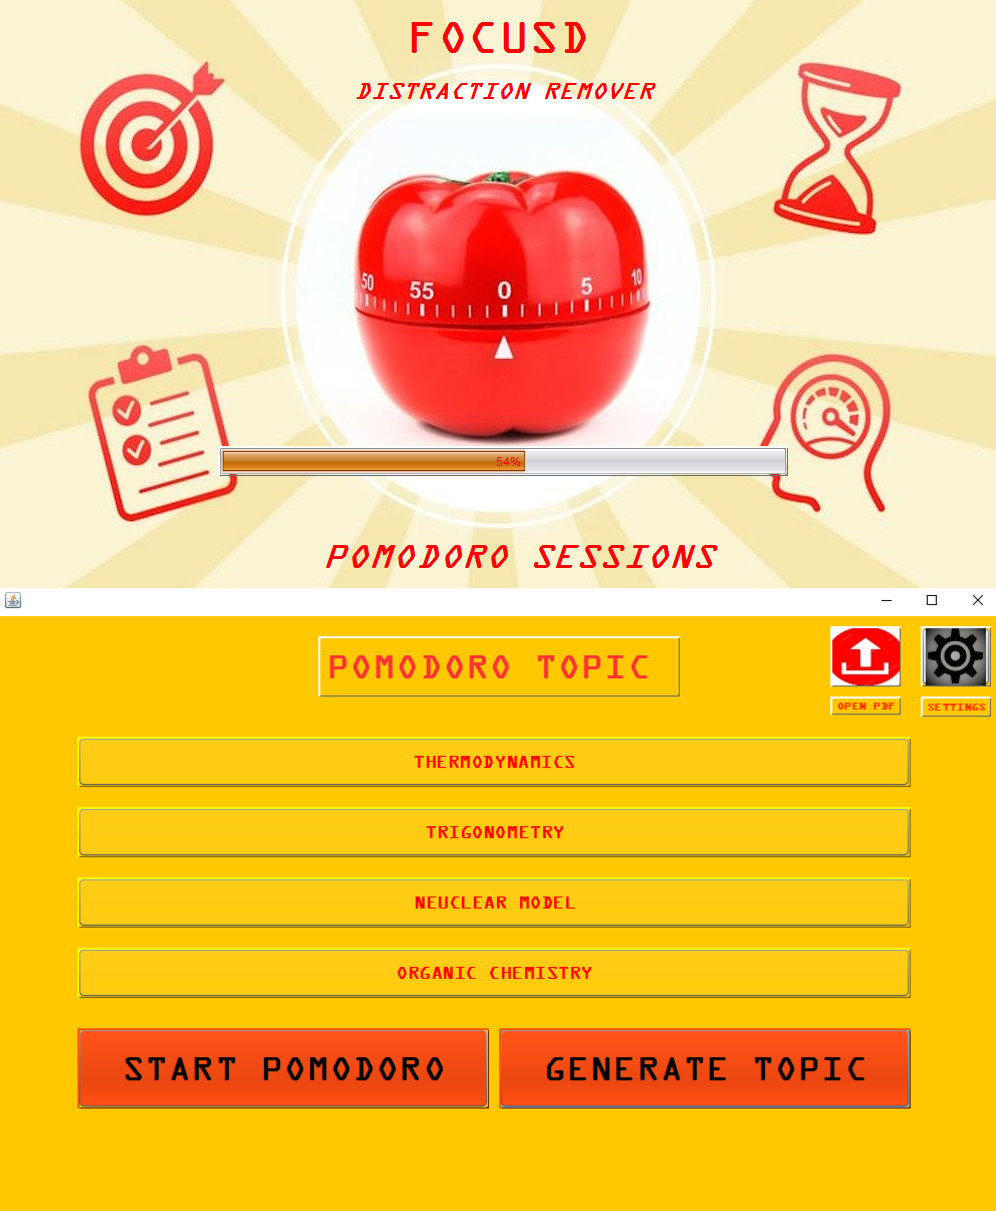 FOCUSD
DISTRACTION REMOVER
50 55 0 5 10
54%
POMODORO SESSIONS
POMODORO TOPIC
OPEN PDF
SETTINGS
THERMODYNAMICS
TRIGONOMETRY
NEUCLEAR MODEL
ORGANIC CHEMISTRY
START POMODORO
GENERATE TOPIC